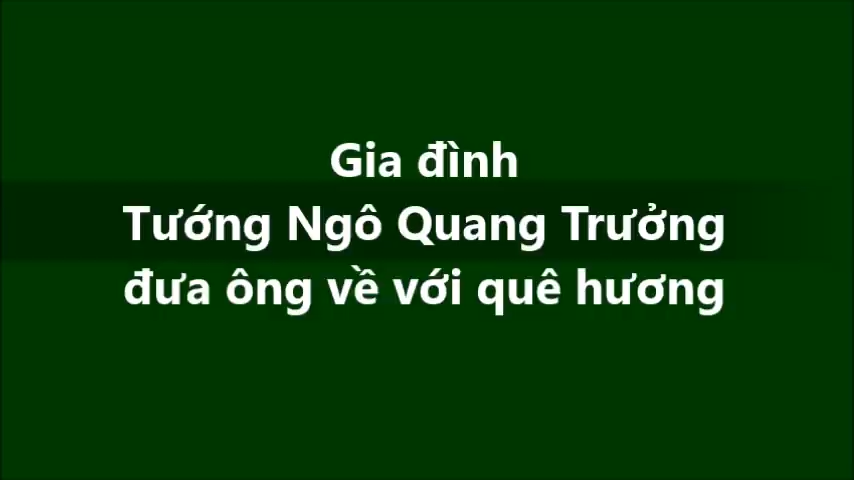 Gia đình
Tướng Ngô Quang Trưởng
đưa ông về với quê hương